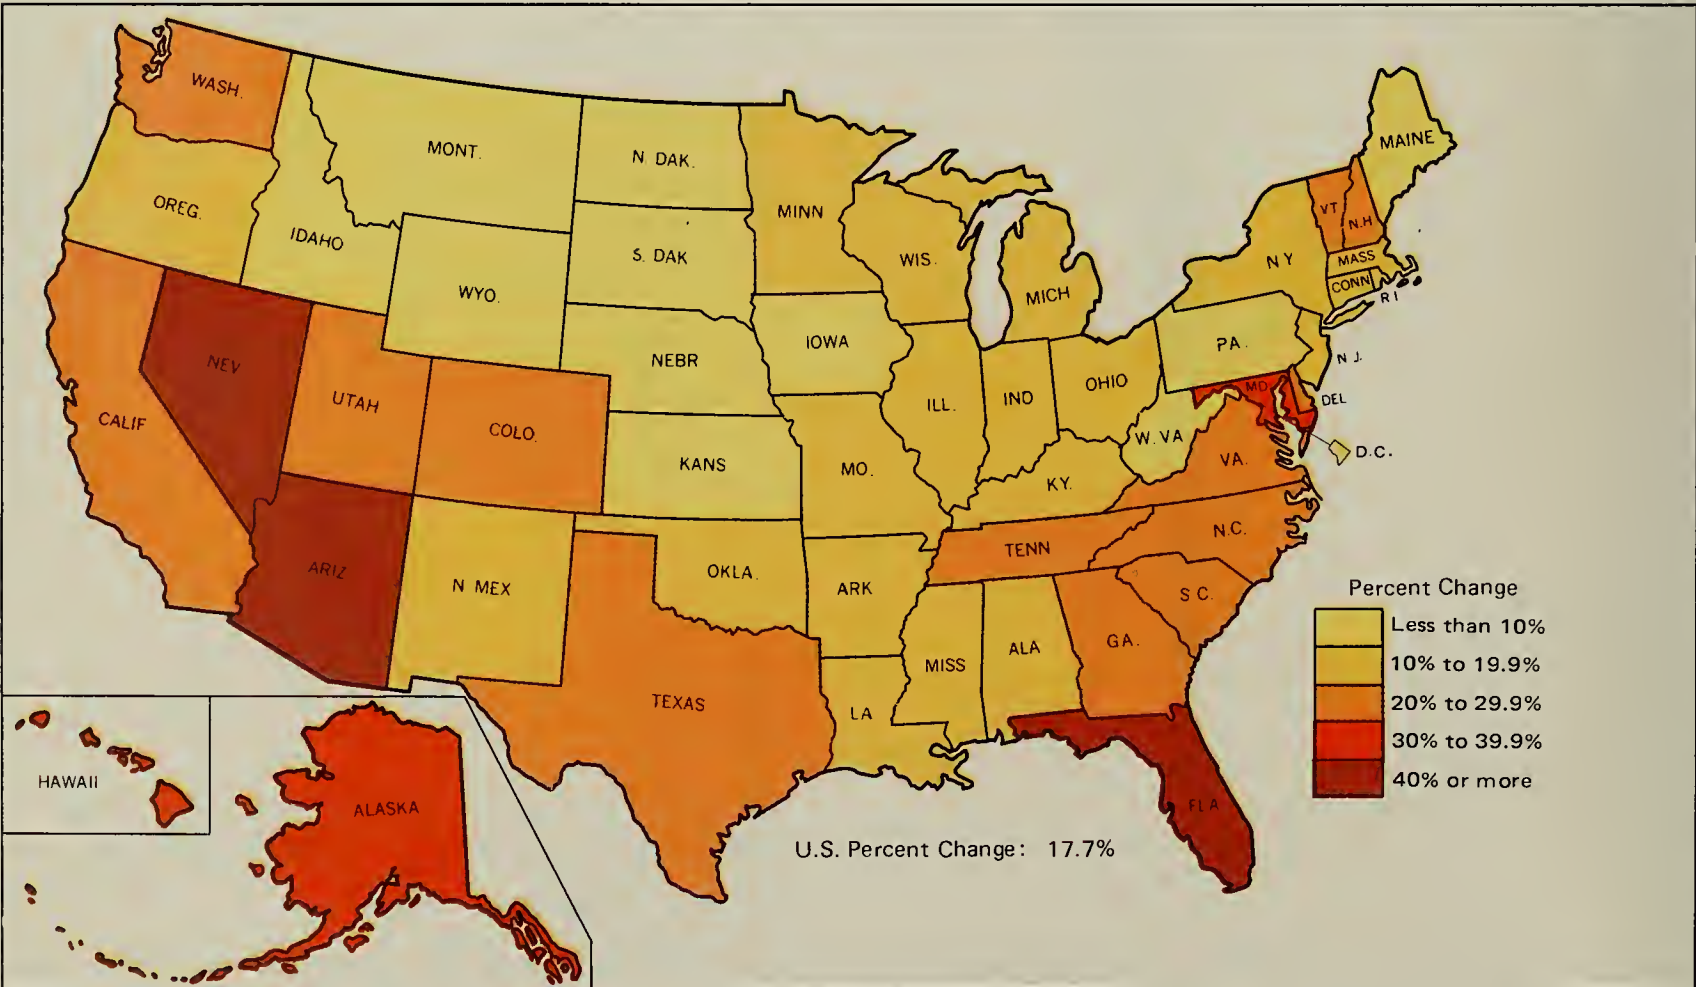 WASH.
MONT.
N. DAK.
MINN
MAINE
OREG.
IDAHO
S. DAK
WIS.
VT.
N.H
N Y
MASS
CONN
R I
WYO.
MICH
IOWA
NEBR
PA.
N J.
NEV
UTAH
COLO.
CALIF
ILL.
IND
OHIO
MD.
DEL
W. VA
D.C.
KANS
MO.
KY.
VA.
ARIZ
N MEX
OKLA.
ARK
TENN
N.C.
S C.
TEXAS
LA
MISS
ALA
GA.
FLA
HAWAII
ALASKA
Percent Change
Less than 10%
10% to 19.9%
20% to 29.9%
30% to 39.9%
40% or more
U.S. Percent Change: 17.7%